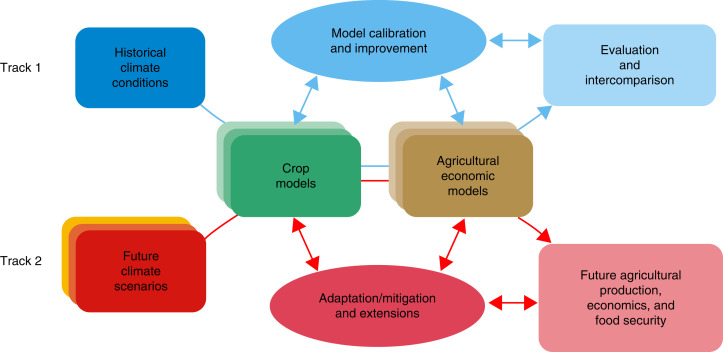 Track 1
Historical
climate
conditions
Model calibration
and improvement
Evaluation
and
intercomparison
Crop
models
Agricultural
economic
models
Track 2
Future
climate
scenarios
Adaptation/mitigation
and extensions
Future agricultural
production,
economics, and
food security